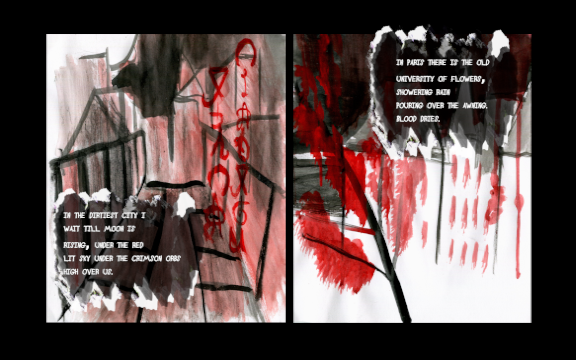 IN THE DIRTIEST CITY I
WAIT TILL MOON IS
RISING, UNDER THE RED
LIT SKY UNDER THE CRIMSON ORBS
HIGH OVER US.
IN PARIS THERE IS THE OLD
UNIVERSITY OF FLOWERS,
SHOWERING RAIN
POURING OVER THE AWNING.
BLOOD DRIES.